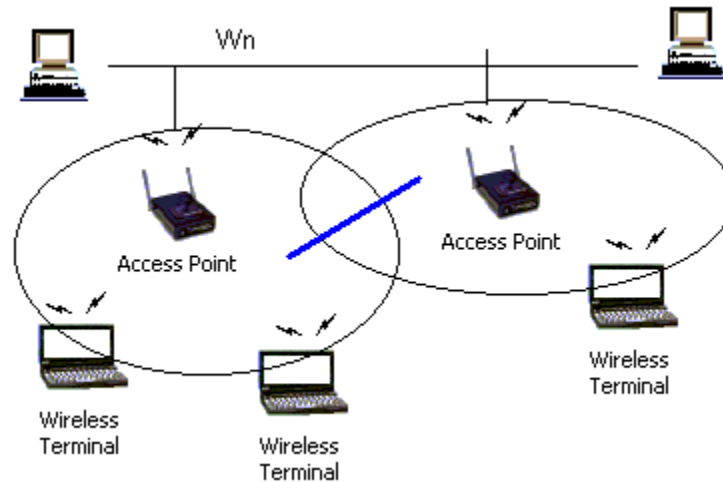 Wn
Access Point
Access Point
Wireless
Terminal
Wireless
Terminal
Wireless
Terminal